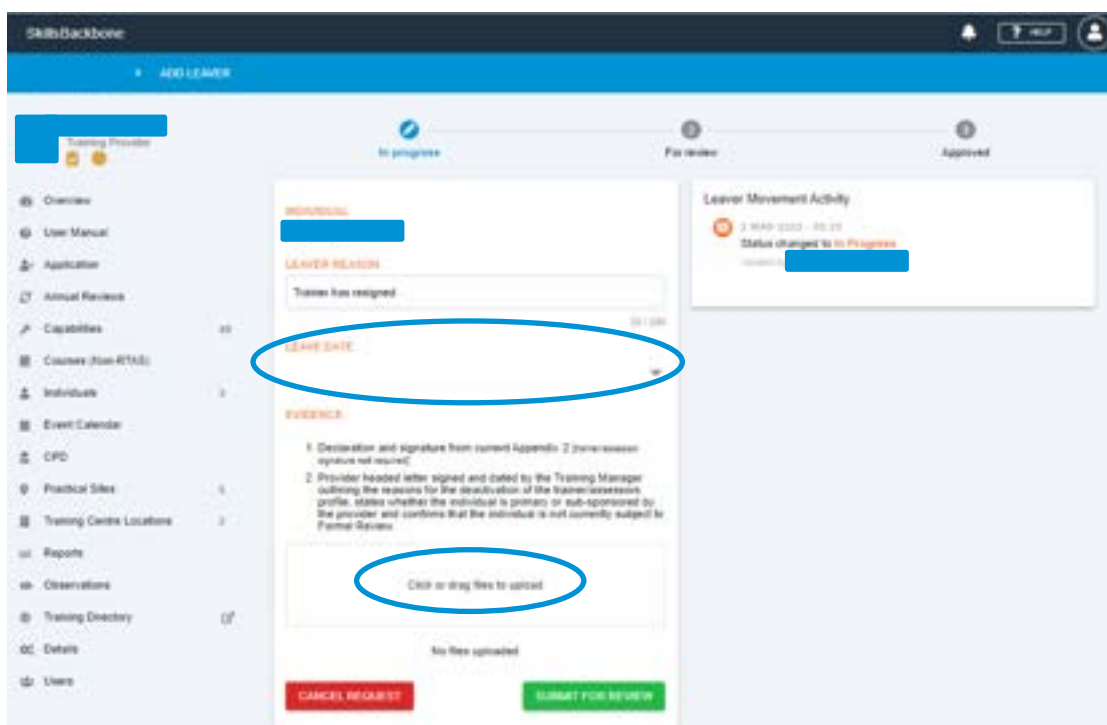 SkillsBackbone
? HELP
ADD LEAVER
Training Provider
In progress
For review
Approved
Overview
User Manual
Application
Annual Reviews
Capabilities
Courses (Non-RTAS)
Individuals
Event Calendar
CPD
Practical Sites
Training Centre Locations
Reports
Observations
Training Directory
Details
Users
INDIVIDUAL
LEAVER REASON
Trainer has resigned
LEAVE DATE
EVIDENCE
1. Declaration and signature from current Appendix 2 (trainer/assessor
signature not required)
2. Provider headed letter signed and dated by the Training Manager
outlining the reasons for the deactivation of the trainer/assessors
profile, states whether the individual is primary or sub-sponsored by
the provider and confirms that the individual is not currently subject to
Formal Review.
Click or drag files to upload
No files uploaded
CANCEL REQUEST
SUBMIT FOR REVIEW
Leaver Movement Activity
Status changed to In Progress